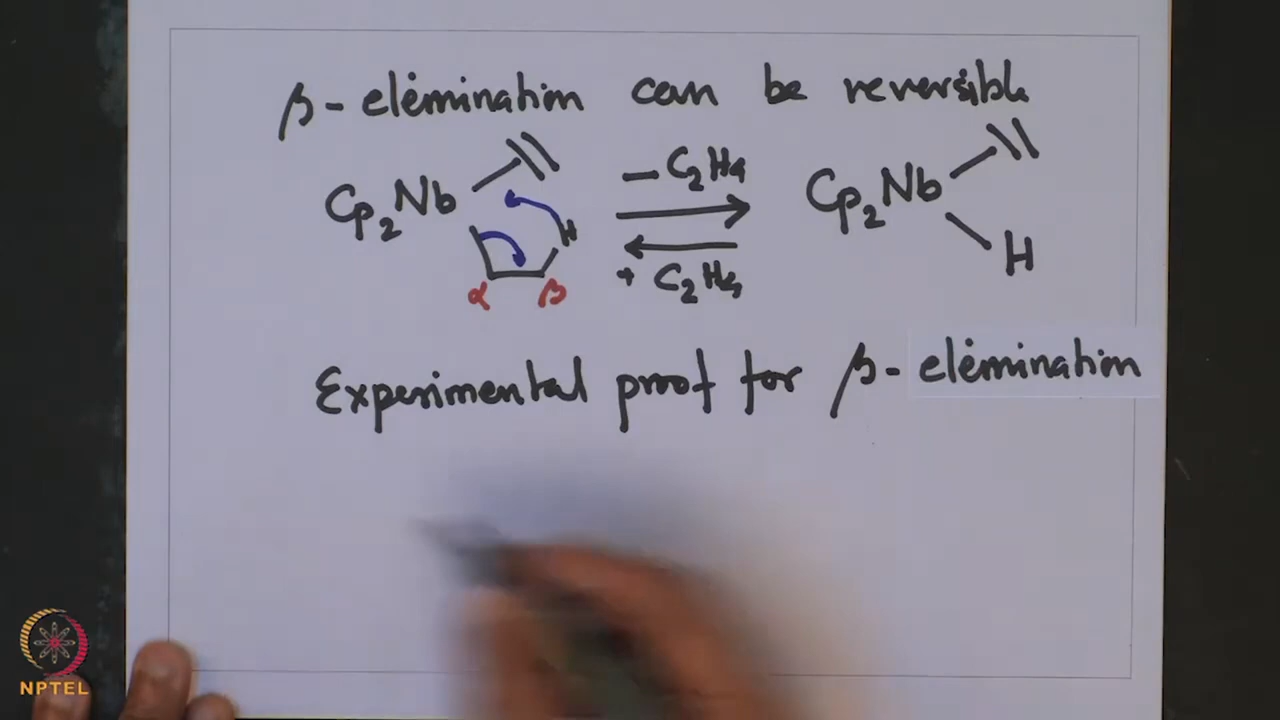 β-elimination can be reversible
Cp₂Nb H α β
- C₂H₄
+ C₂H₄
Cp₂Nb H
Experimental proof for β-elimination
NPTEL